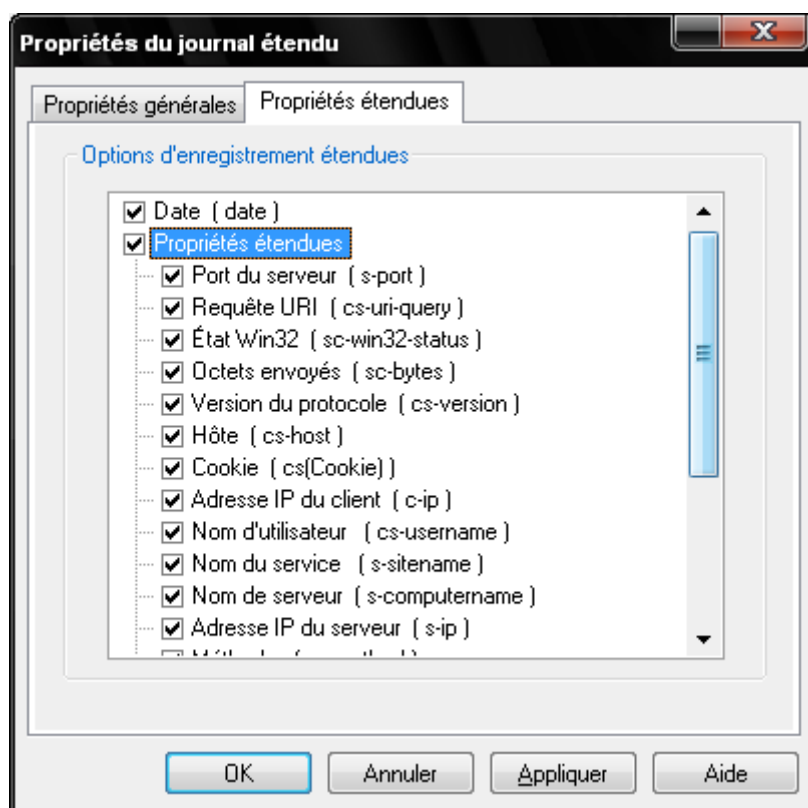 Propriétés du journal étendu
Propriétés générales Propriétés étendues
Options d'enregistrement étendues
Date ( date )
Propriétés étendues
Port du serveur ( s-port )
Requête URI ( cs-uri-query )
État Win32 ( sc-win32-status )
Octets envoyés ( sc-bytes )
Version du protocole ( cs-version )
Hôte ( cs-host )
Cookie ( cs(Cookie) )
Adresse IP du client ( c-ip )
Nom d'utilisateur ( cs-username )
Nom du service ( s-sitename )
Nom de serveur ( s-computername )
Adresse IP du serveur ( s-ip )
OK Annuler Appliquer Aide